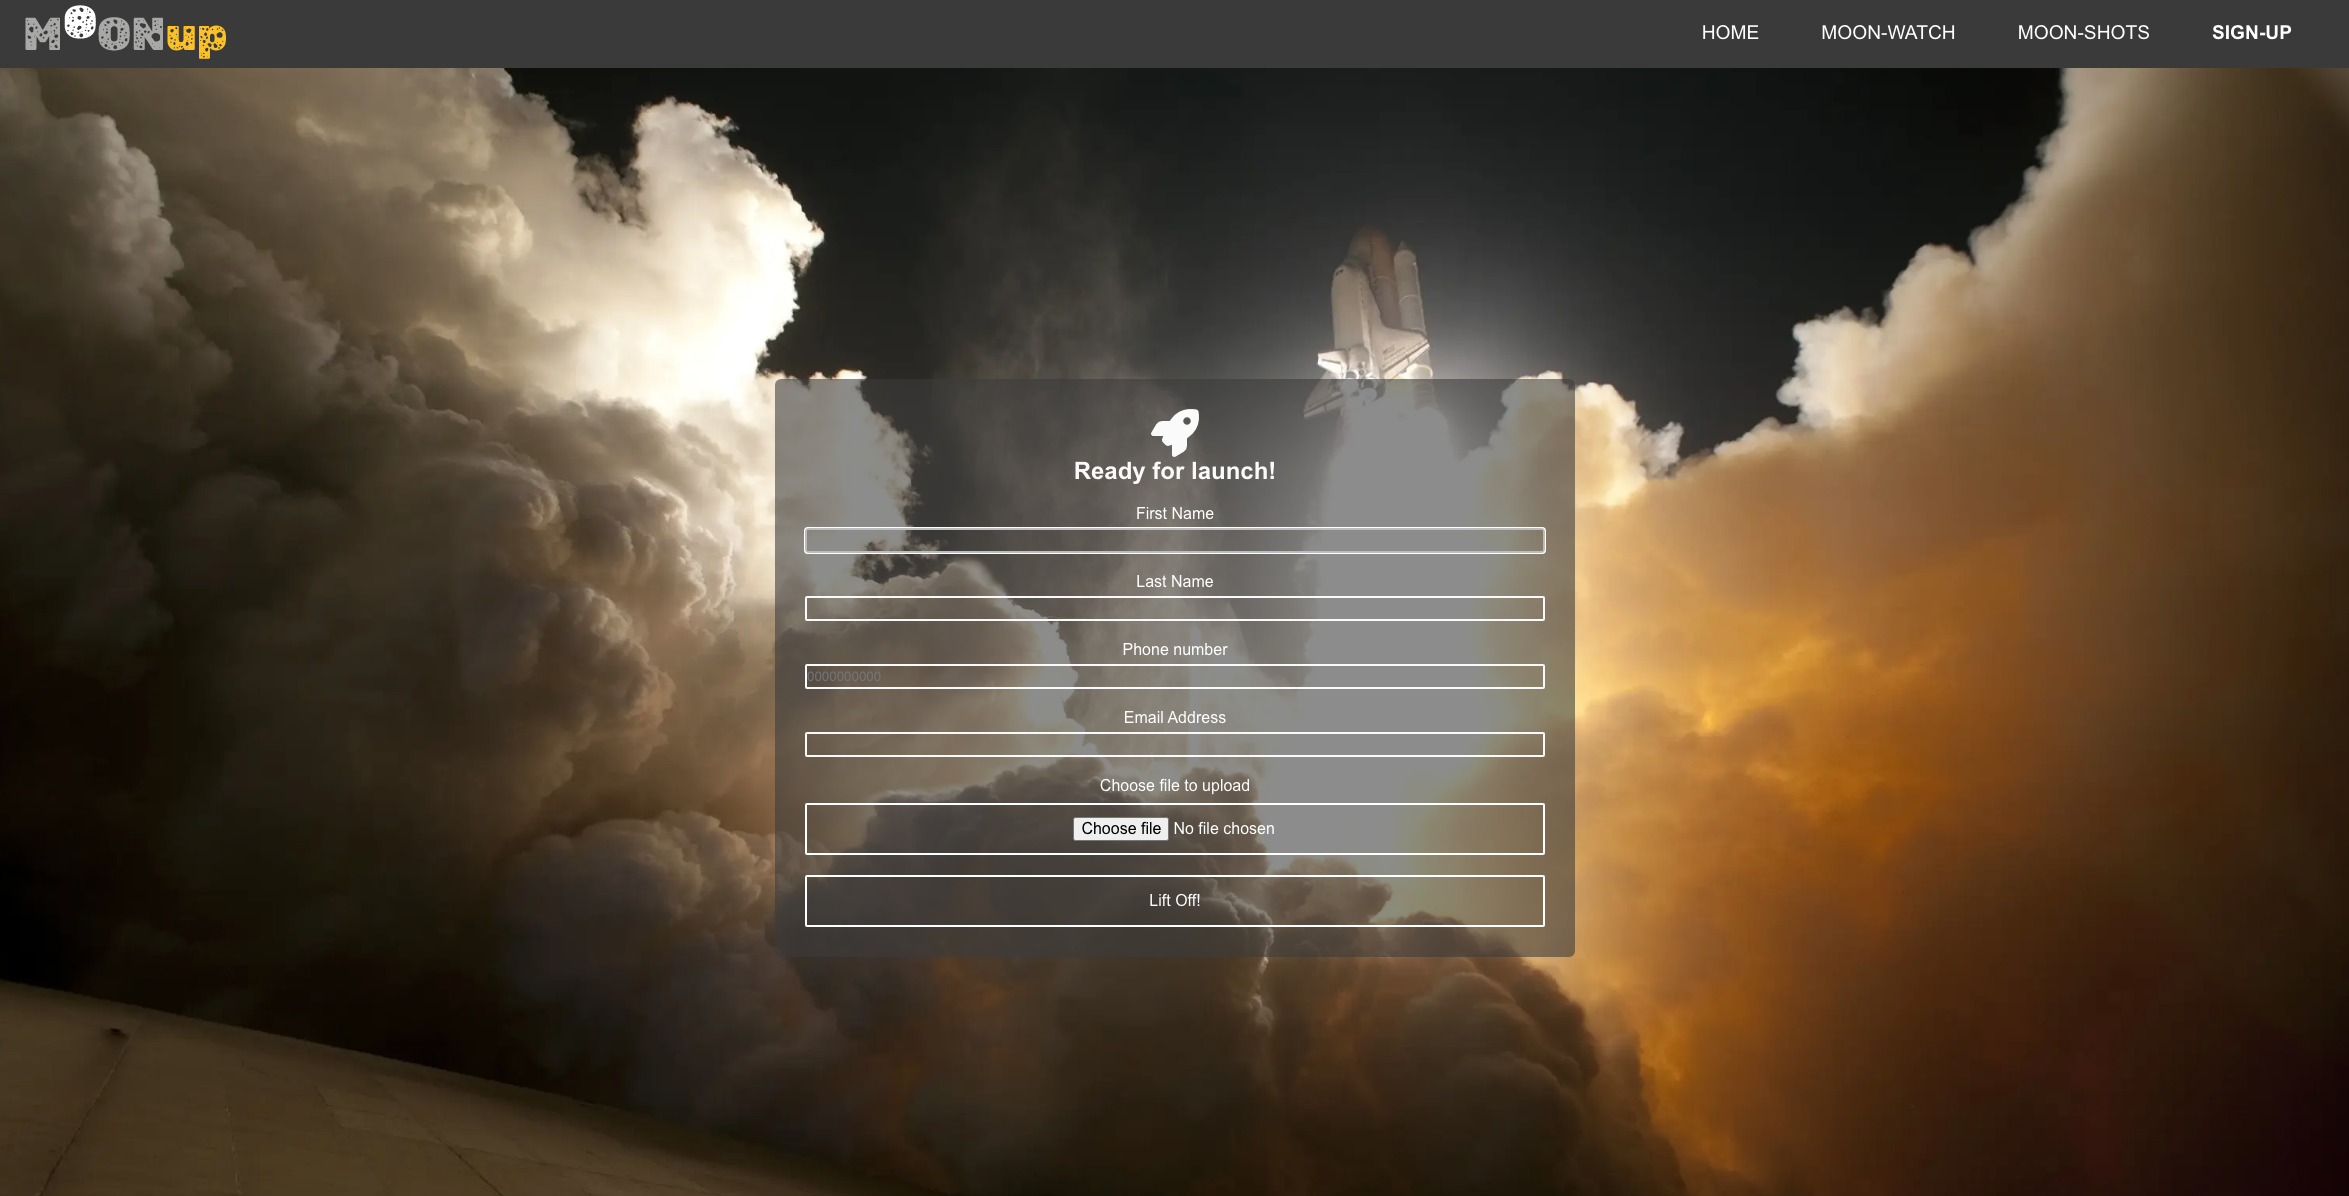 MOONup
HOME MOON-WATCH MOON-SHOTS SIGN-UP
Ready for launch!
First Name
Last Name
Phone number
0000000000
Email Address
Choose file to upload
Choose file No file chosen
Lift Off!